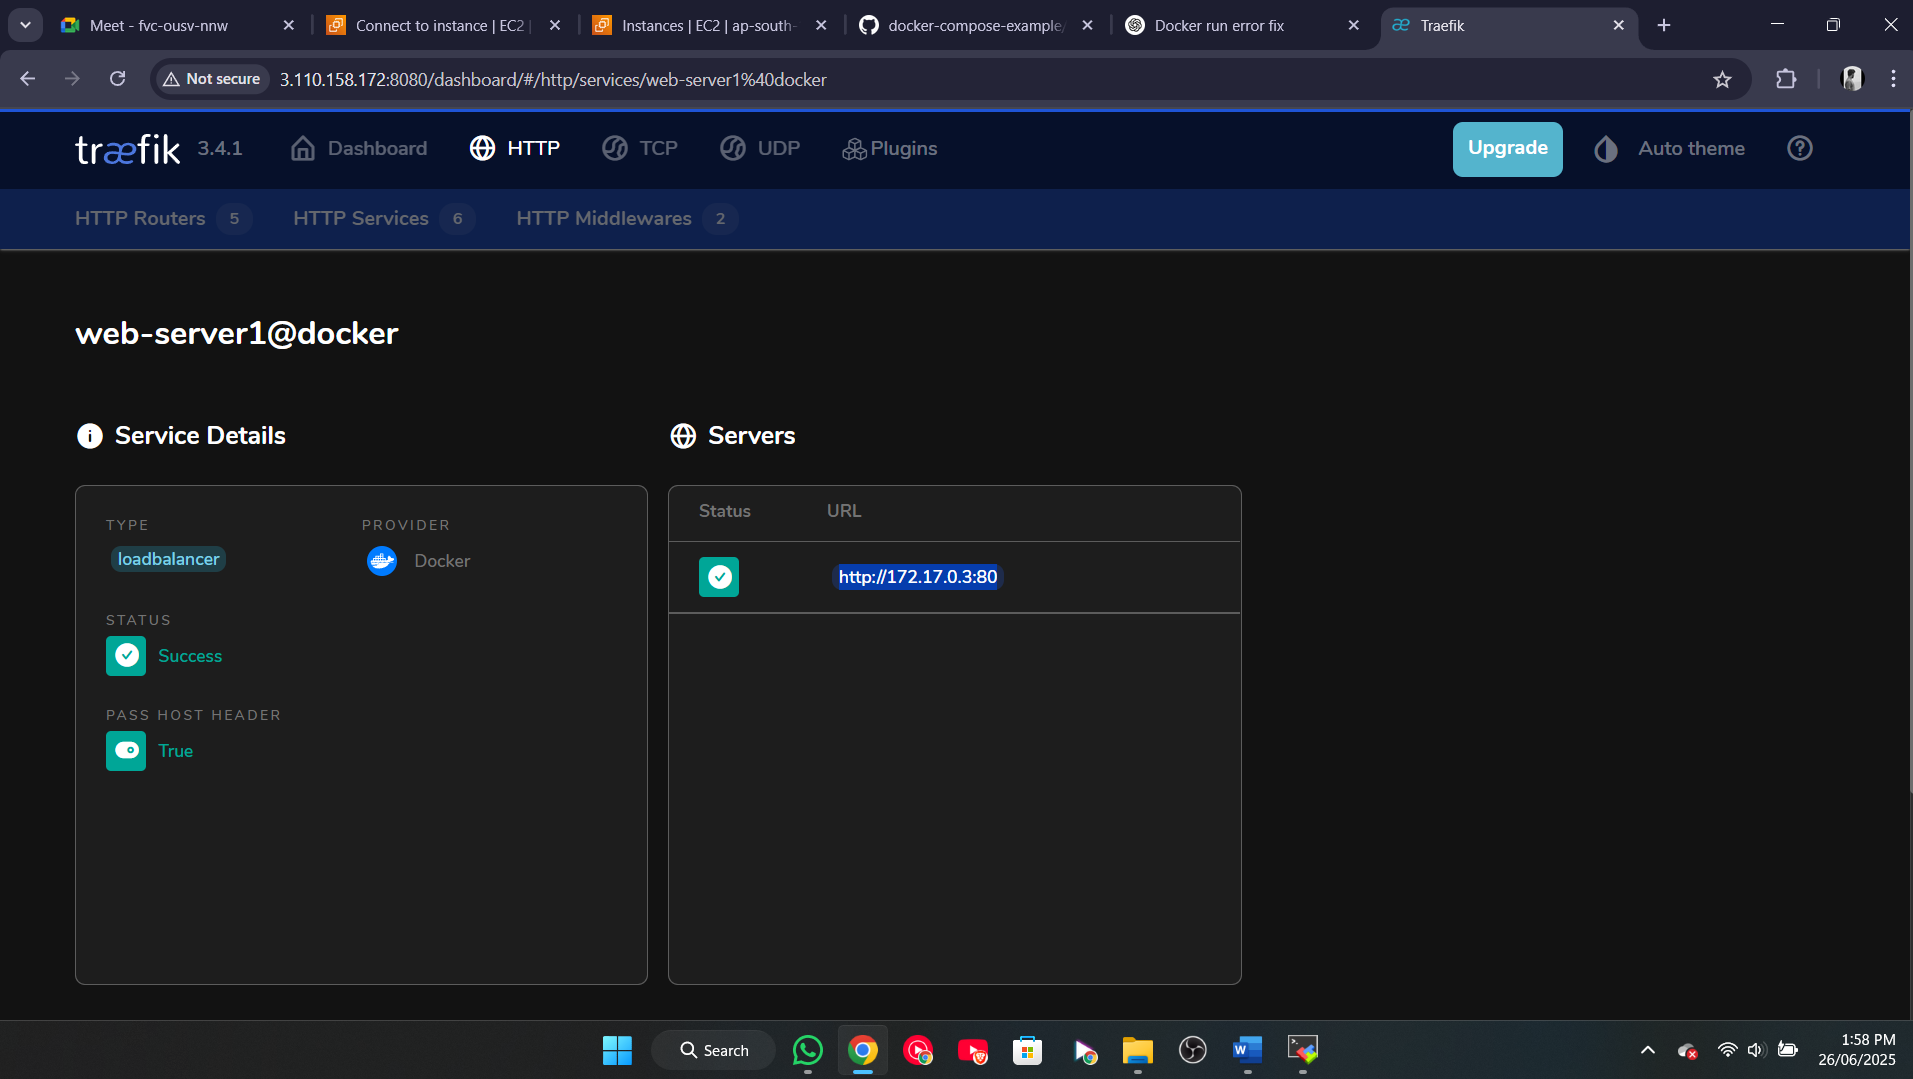 Meet - fvc-ousv-nnw
Connect to instance | EC2 |
Instances | EC2 | ap-south-
docker-compose-example/
Docker run error fix
Traefik
Not secure
3.110.158.172:8080/dashboard/#/http/services/web-server1%40docker
træfik 3.4.1
Dashboard
HTTP
TCP
UDP
Plugins
Upgrade
Auto theme
HTTP Routers 5
HTTP Services 6
HTTP Middlewares 2
web-server1@docker
Service Details
TYPE
loadbalancer
PROVIDER
Docker
STATUS
Success
PASS HOST HEADER
True
Servers
Status URL
http://172.17.0.3:80
Search
1:58 PM
26/06/2025